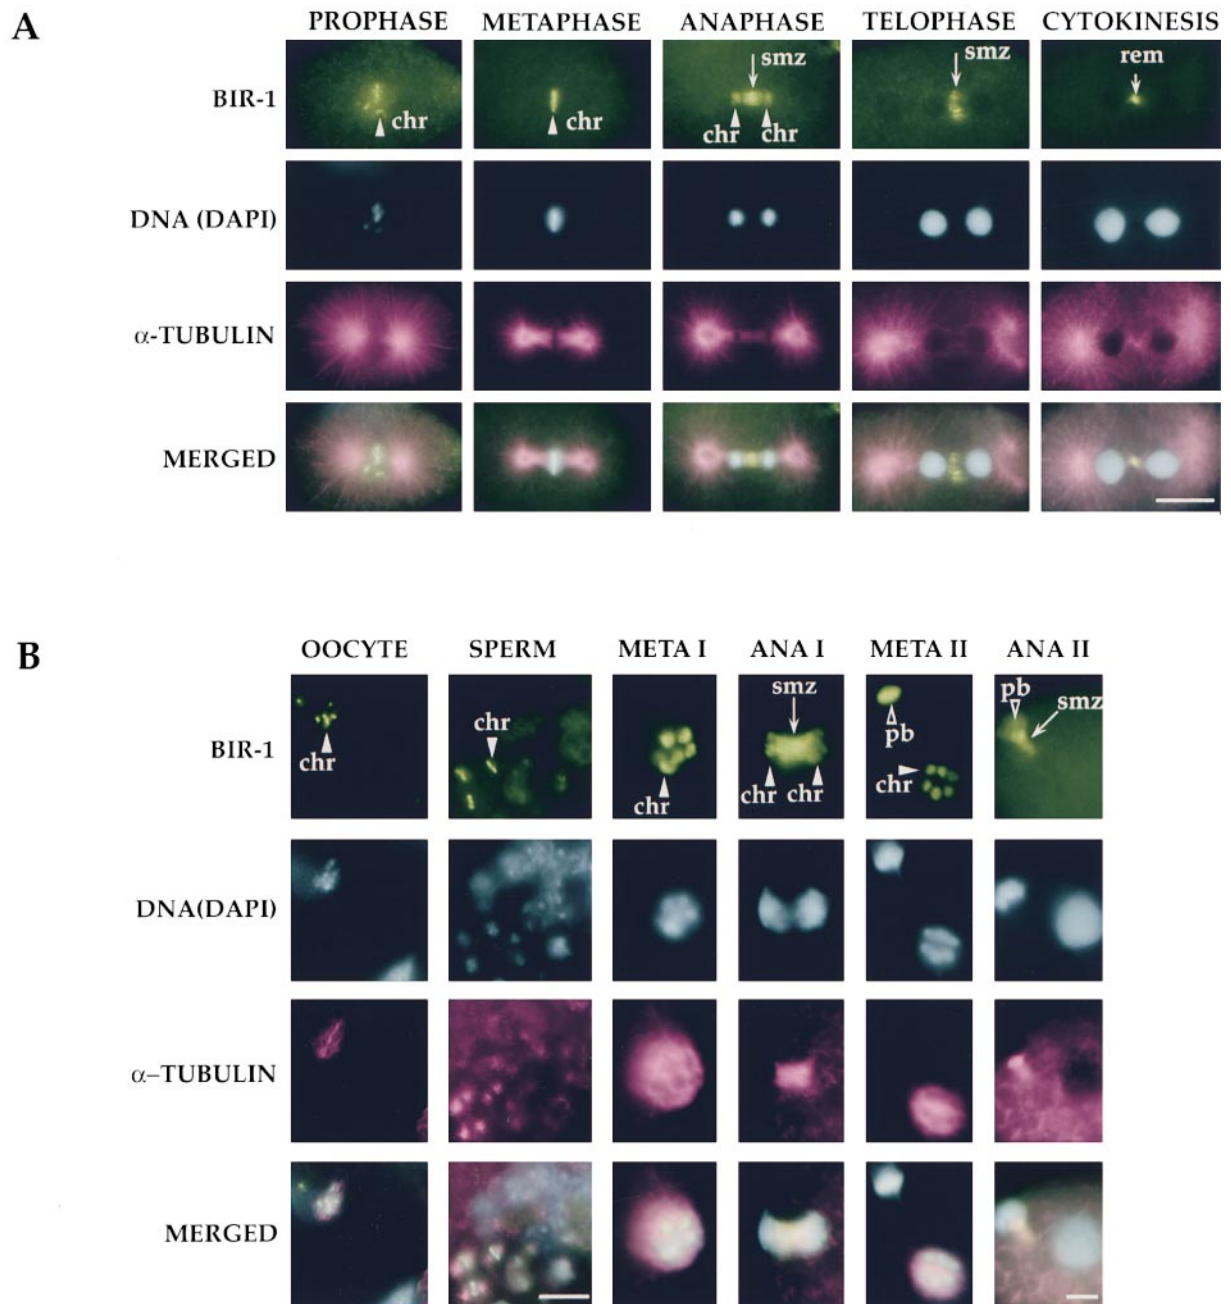 A
PROPHASE METAPHASE ANAPHASE TELOPHASE CYTOKINESIS
BIR-1
chr
chr
smz
chr chr
smz
rem
DNA (DAPI)
α-TUBULIN
MERGED
B
OOCYTE SPERM META I ANA I META II ANA II
BIR-1
chr
chr
chr
smz
chr chr
pb
chr
pb
smz
DNA(DAPI)
α–TUBULIN
MERGED